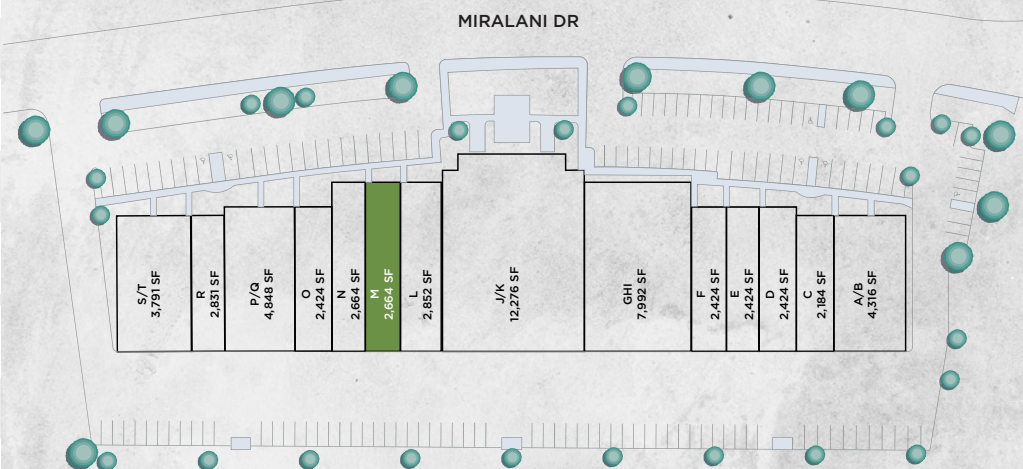 MIRALANI DR
S/T
3,791 SF
R
2,831 SF
P/Q
4,848 SF
O
2,424 SF
N
2,664 SF
M
2,664 SF
L
2,852 SF
J/K
12,276 SF
GHI
7,992 SF
F
2,424 SF
E
2,424 SF
D
2,424 SF
C
2,184 SF
A/B
4,316 SF